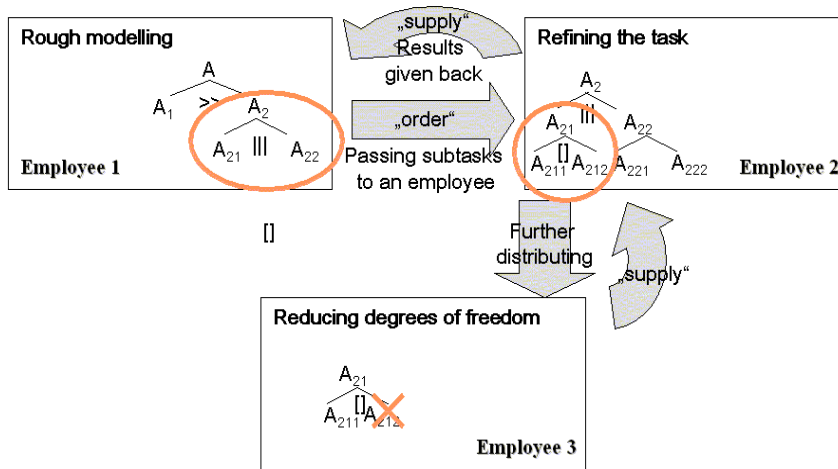 Rough modelling
A
A1 >> A2
A21 ||| A22
Employee 1
„supply“
Results
given back
„order“
Passing subtasks
to an employee
Refining the task
A2
|||
A21 A22
[]
A211 A212 A221 A222
Employee 2
[]
Further
distributing
„supply“
Reducing degrees of freedom
A21
[]
A211 A212
Employee 3